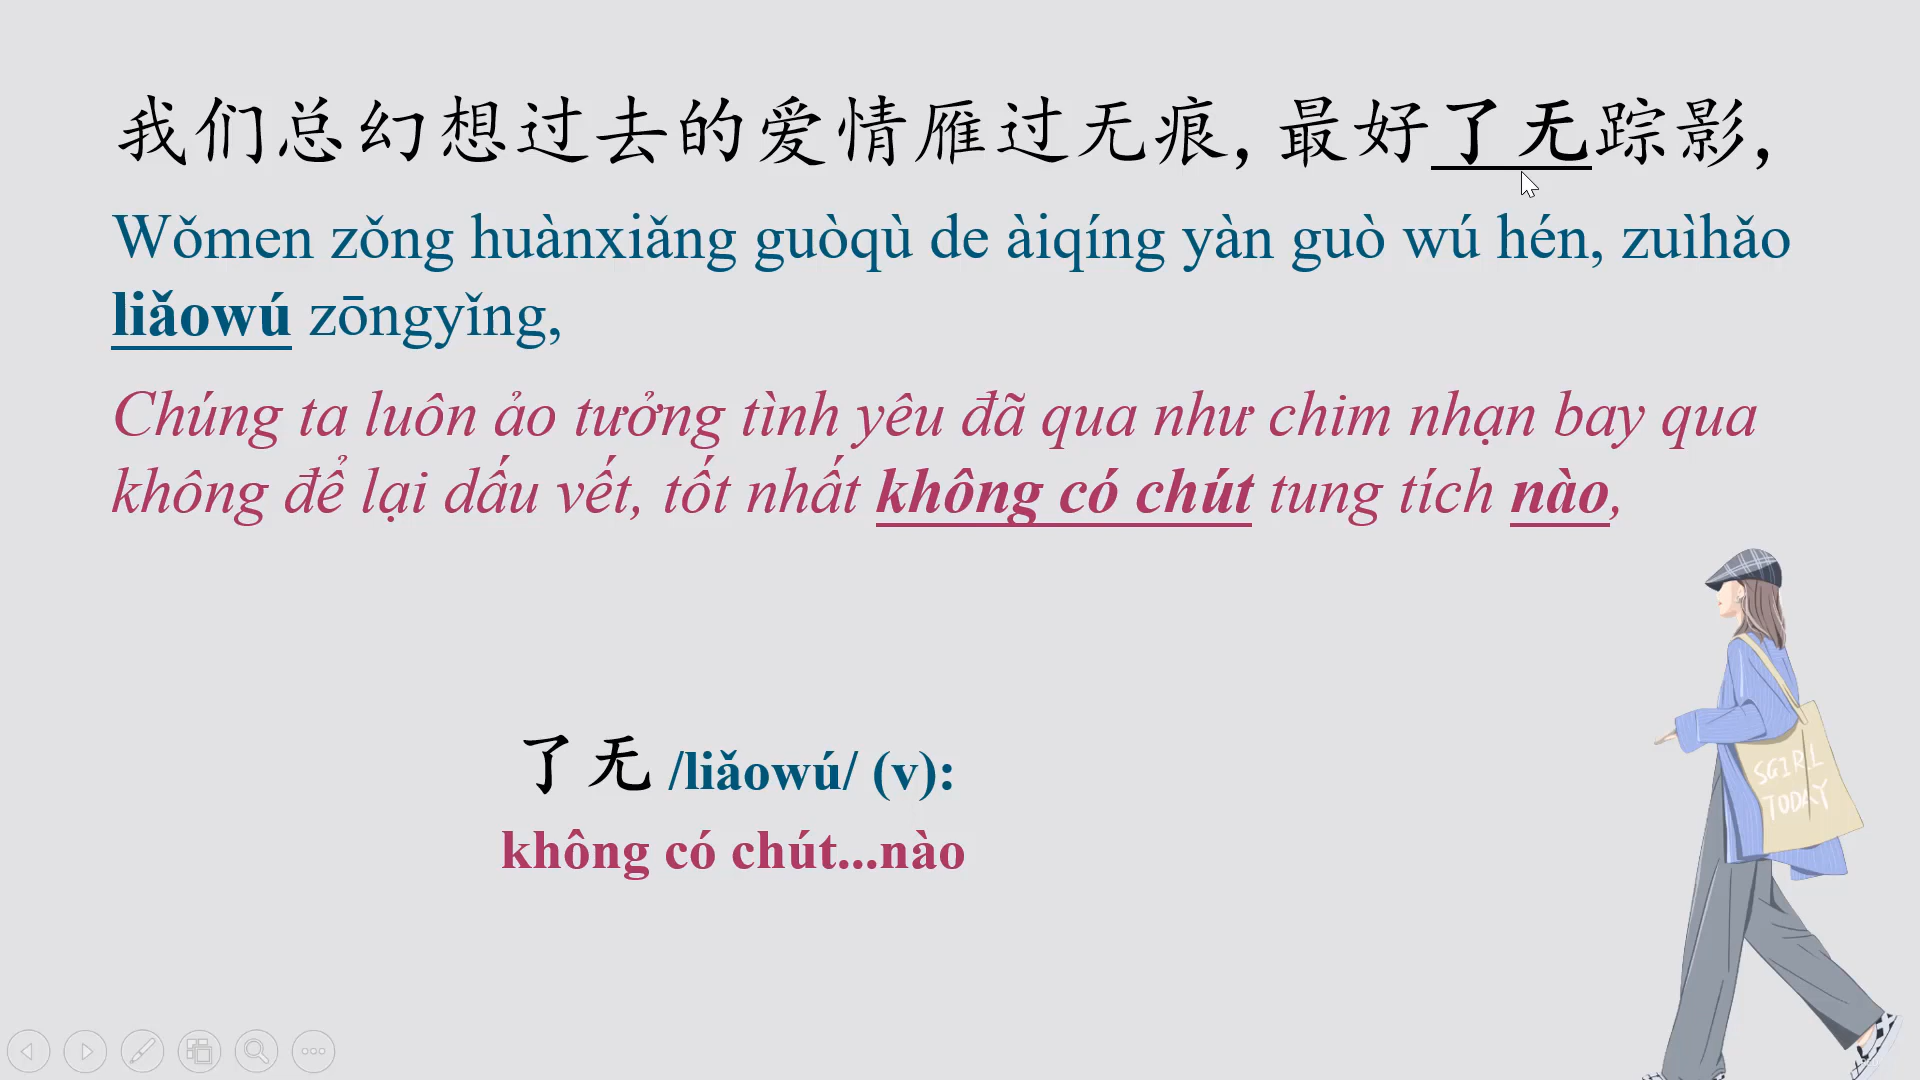 我们总幻想过去的爱情雁过无痕,最好了无踪影,
Wǒmen zǒng huànxiǎng guòqù de àiqíng yàn guò wú hén, zuìhǎo
liǎowú zōngyǐng,
Chúng ta luôn ảo tưởng tình yêu đã qua như chim nhạn bay qua
không để lại dấu vết, tốt nhất không có chút tung tích nào,
了无 /liǎowú/ (v):
không có chút...nào
SGIRL
TODAY